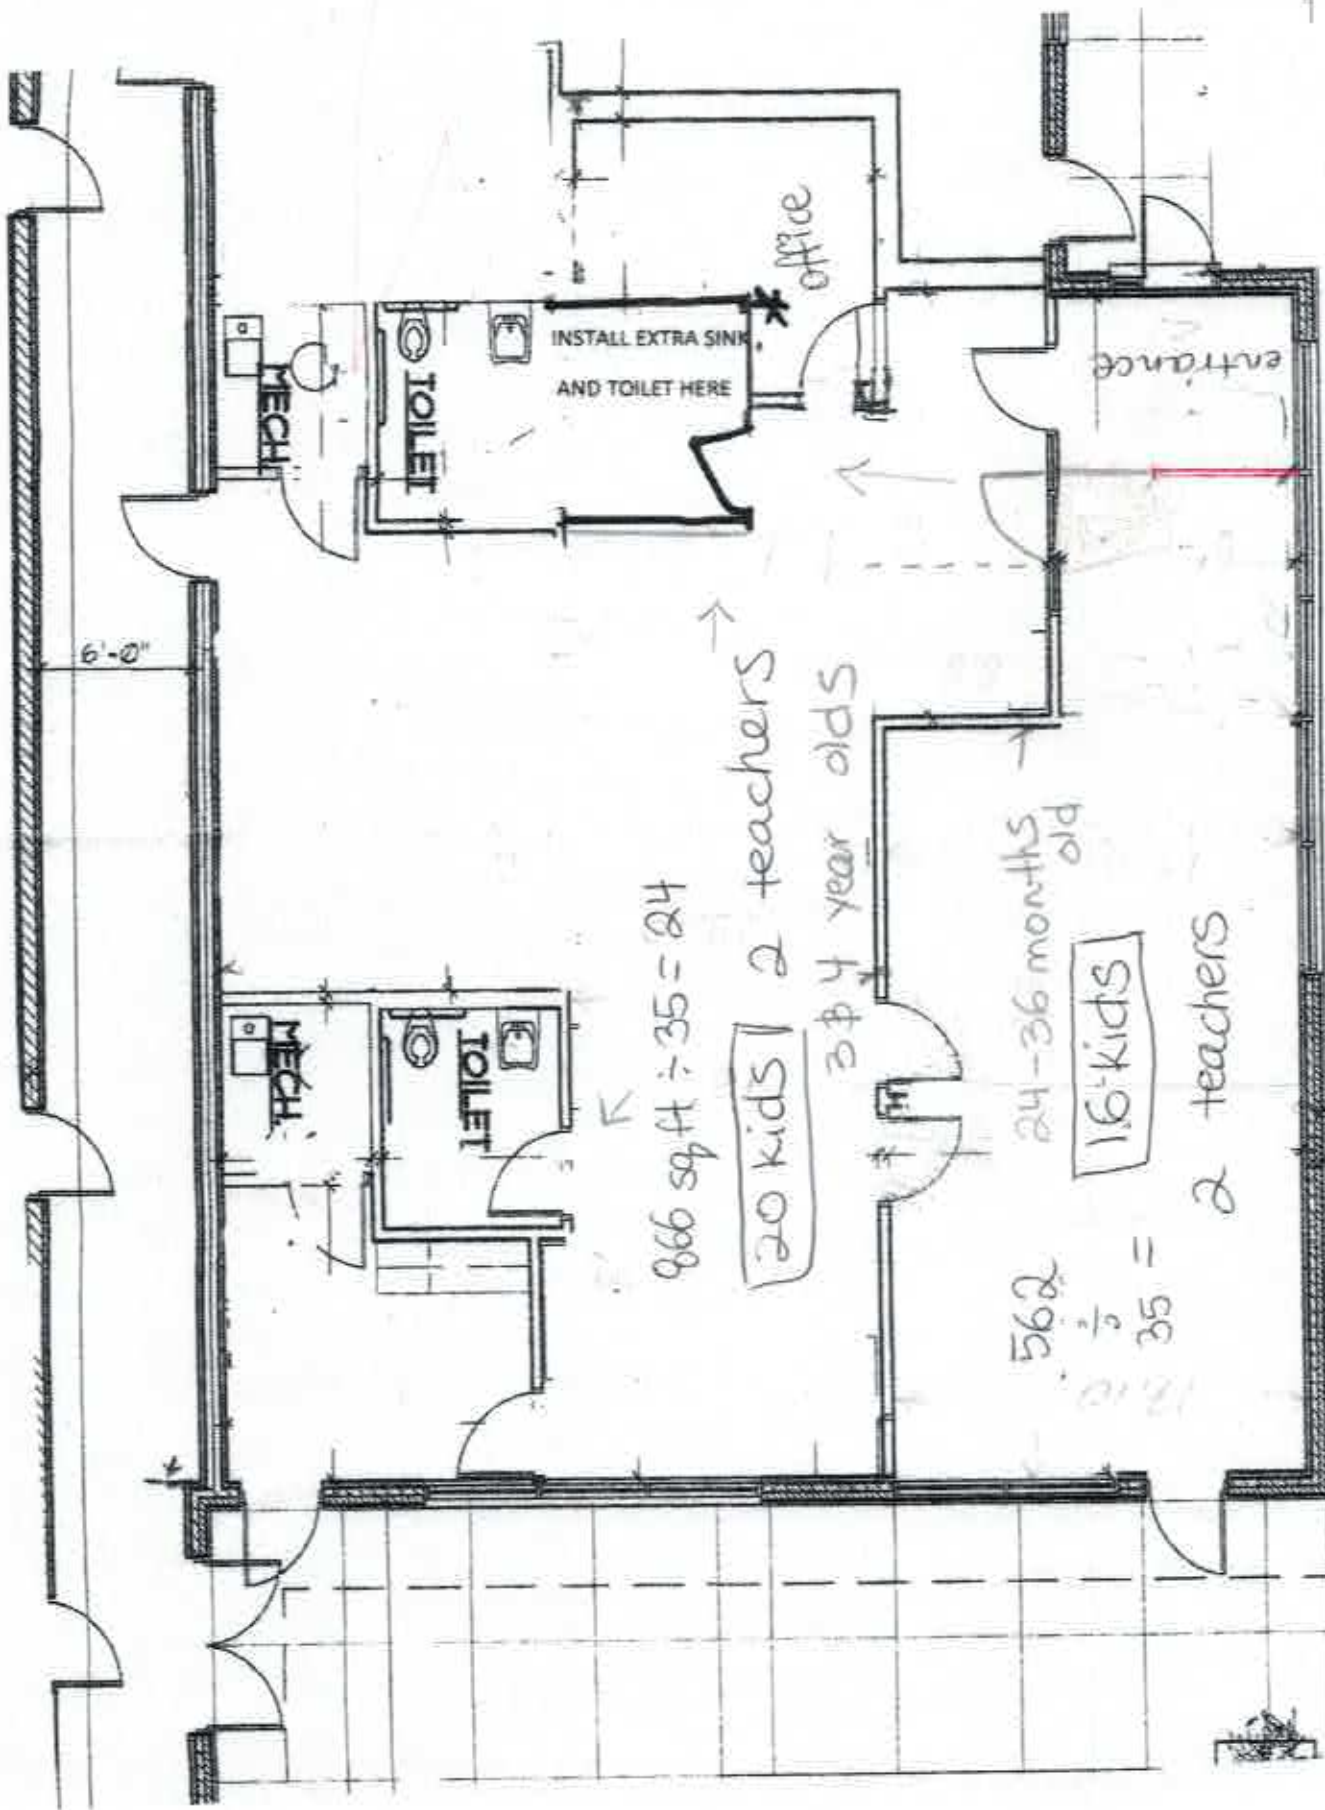 6'-0"
MECH
TOILET
INSTALL EXTRA SINK
AND TOILET HERE
office
entrance
MECH.
TOILET
866 sq ft ÷ 35 = 24
20 kids
2 teachers
3 & 4 year olds
H
24-36 months
old
16 kids
2 teachers
562
÷
35 =